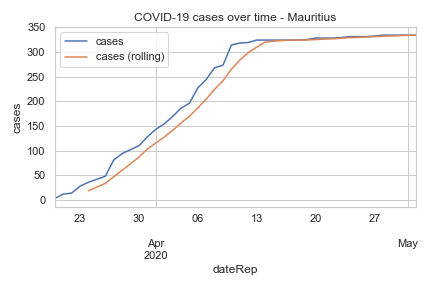 COVID-19 cases over time - Mauritius
350
300
250
200
150
100
50
0
cases
cases
cases (rolling)
23
30
06
13
20
27
Apr
2020
May
dateRep